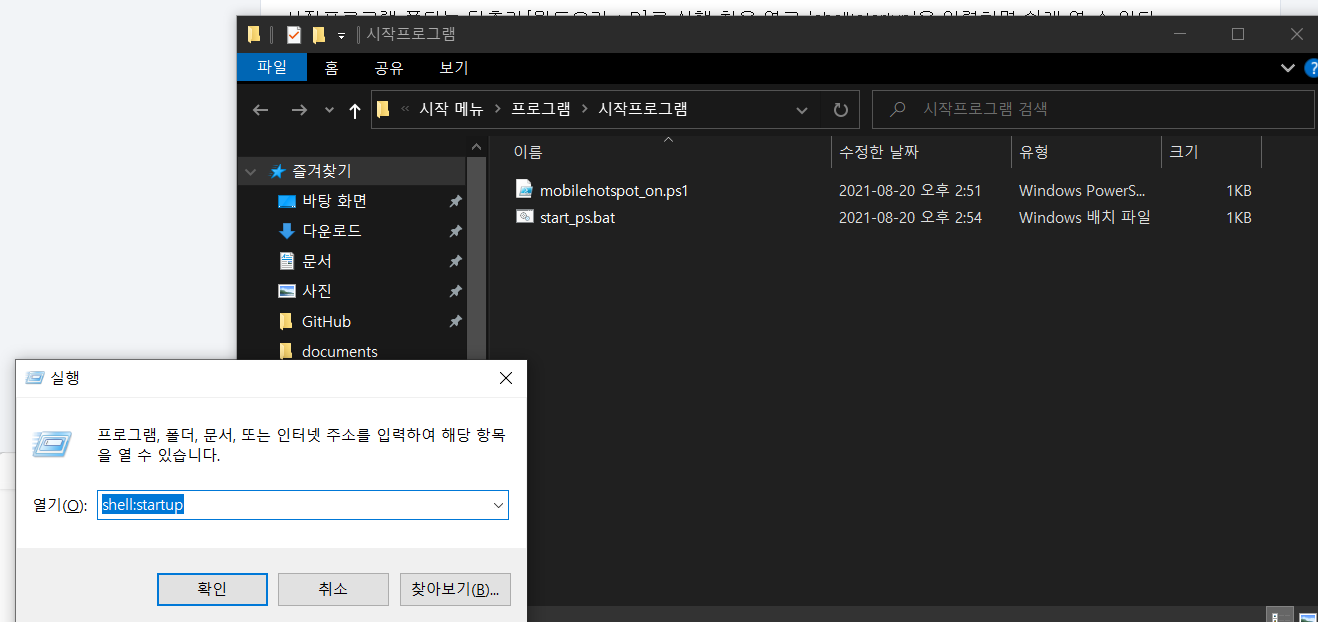 시작프로그램
파일 홈 공유 보기
시작 메뉴 프로그램 시작프로그램
시작프로그램 검색
즐겨찾기
바탕 화면
다운로드
문서
사진
GitHub
documents
이름 수정한 날짜 유형 크기
mobilehotspot_on.ps1 2021-08-20 오후 2:51 Windows PowerS... 1KB
start_ps.bat 2021-08-20 오후 2:54 Windows 배치 파일 1KB
실행
프로그램, 폴더, 문서, 또는 인터넷 주소를 입력하여 해당 항목
을 열 수 있습니다.
열기(O): shell:startup
확인 취소 찾아보기(B)...